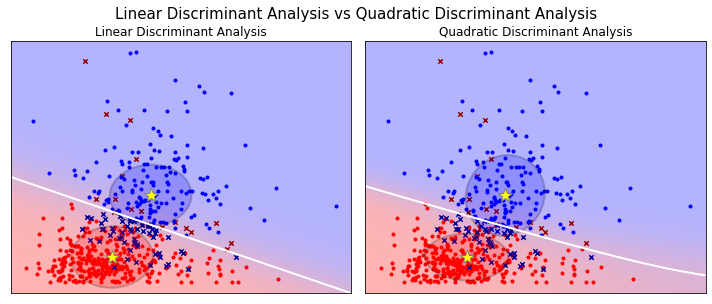 Linear Discriminant Analysis vs Quadratic Discriminant Analysis
Linear Discriminant Analysis
Quadratic Discriminant Analysis